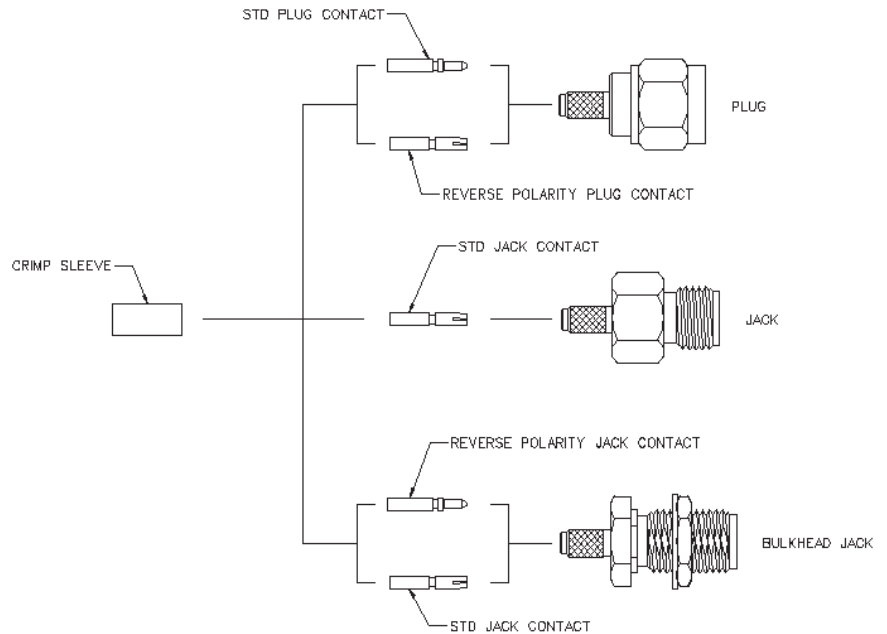 STD PLUG CONTACT
PLUG
REVERSE POLARITY PLUG CONTACT
STD JACK CONTACT
CRIMP SLEEVE
JACK
REVERSE POLARITY JACK CONTACT
BULKHEAD JACK
STD JACK CONTACT